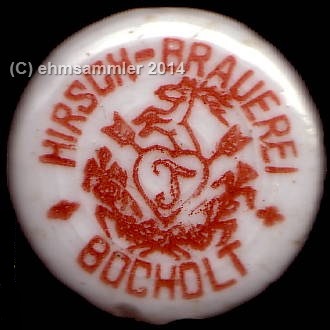 (C) ehmsammler 2014
HIRSCH-BRAUEREI
T
BOCHOLT